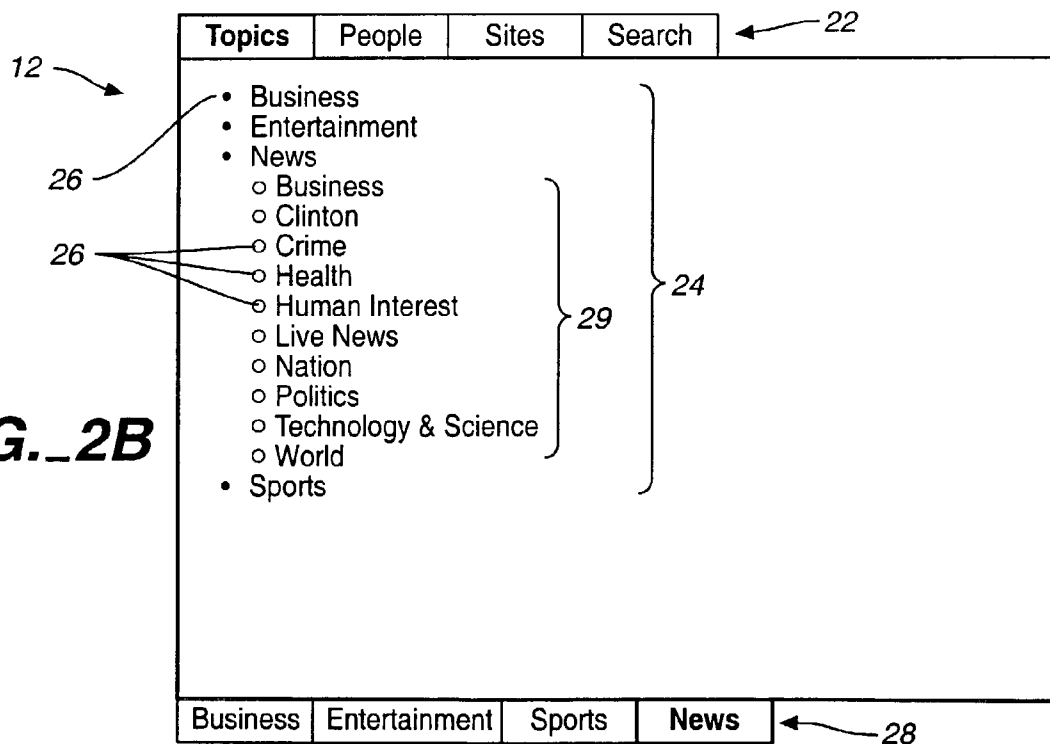 Topics People Sites Search 22
12
• Business
• Entertainment
26 • News
○ Business
○ Clinton
26 ○ Crime
○ Health
○ Human Interest 29 24
○ Live News
○ Nation
○ Politics
G._2B ○ Technology & Science
○ World
• Sports
Business Entertainment Sports News 28